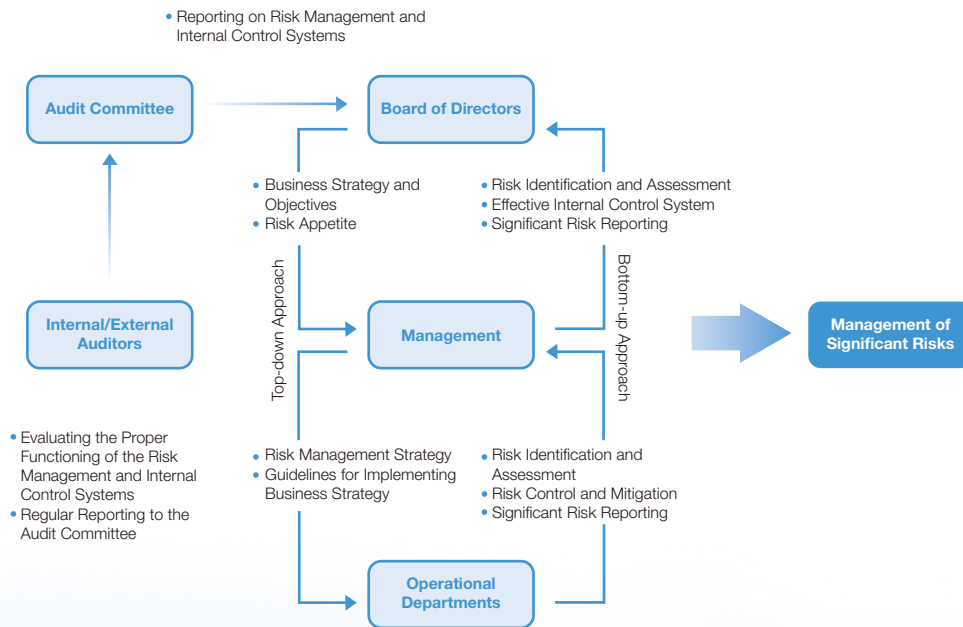 • Reporting on Risk Management and
Internal Control Systems
Audit Committee
Board of Directors
• Business Strategy and
Objectives
• Risk Appetite
• Risk Identification and Assessment
• Effective Internal Control System
• Significant Risk Reporting
Top-down Approach
Bottom-up Approach
Internal/External
Auditors
Management
Management of
Significant Risks
• Evaluating the Proper
Functioning of the Risk
Management and Internal
Control Systems
• Regular Reporting to the
Audit Committee
• Risk Management Strategy
• Guidelines for Implementing
Business Strategy
• Risk Identification and
Assessment
• Risk Control and Mitigation
• Significant Risk Reporting
Operational
Departments